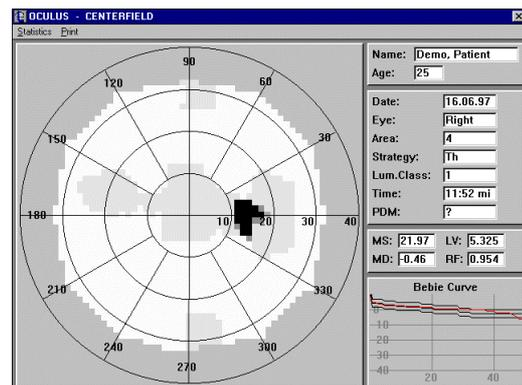 OCULUS - CENTERFIELD
Statistics Print
90
120 60
150 30
180 10 20 30 40
210 330
240 300
270
Name: Demo, Patient
Age: 25
Date: 16.06.97
Eye: Right
Area: 4
Strategy: Th
Lum.Class: 1
Time: 11:52 mi
PDM: ?
MS: 21.97 LV: 5.325
MD: -0.46 RF: 0.954
Bebie Curve
0
-10
-20
-30
-40
20 40